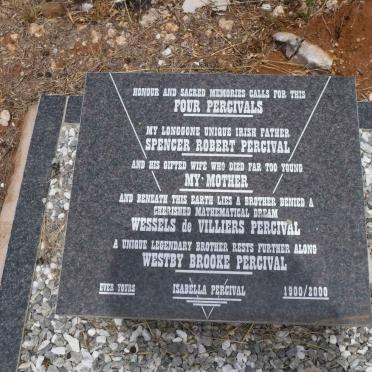 HONOUR AND SACRED MEMORIES CALLS FOR THIS
FOUR PERCIVALS
MY LONGGONE UNIQUE IRISH FATHER
SPENCER ROBERT PERCIVAL
AND HIS GIFTED WIFE WHO DIED FAR TOO YOUNG
MY MOTHER
AND BENEATH THIS EARTH LIES A BROTHER DENIED A
CHERISHED MATHEMATICAL DREAM
WESSELS de VILLIERS PERCIVAL
A UNIQUE LEGENDARY BROTHER RESTS FURTHER ALONG
WESTBY BROOKE PERCIVAL
EVER YOURS ISABELLA PERCIVAL 1900/2000